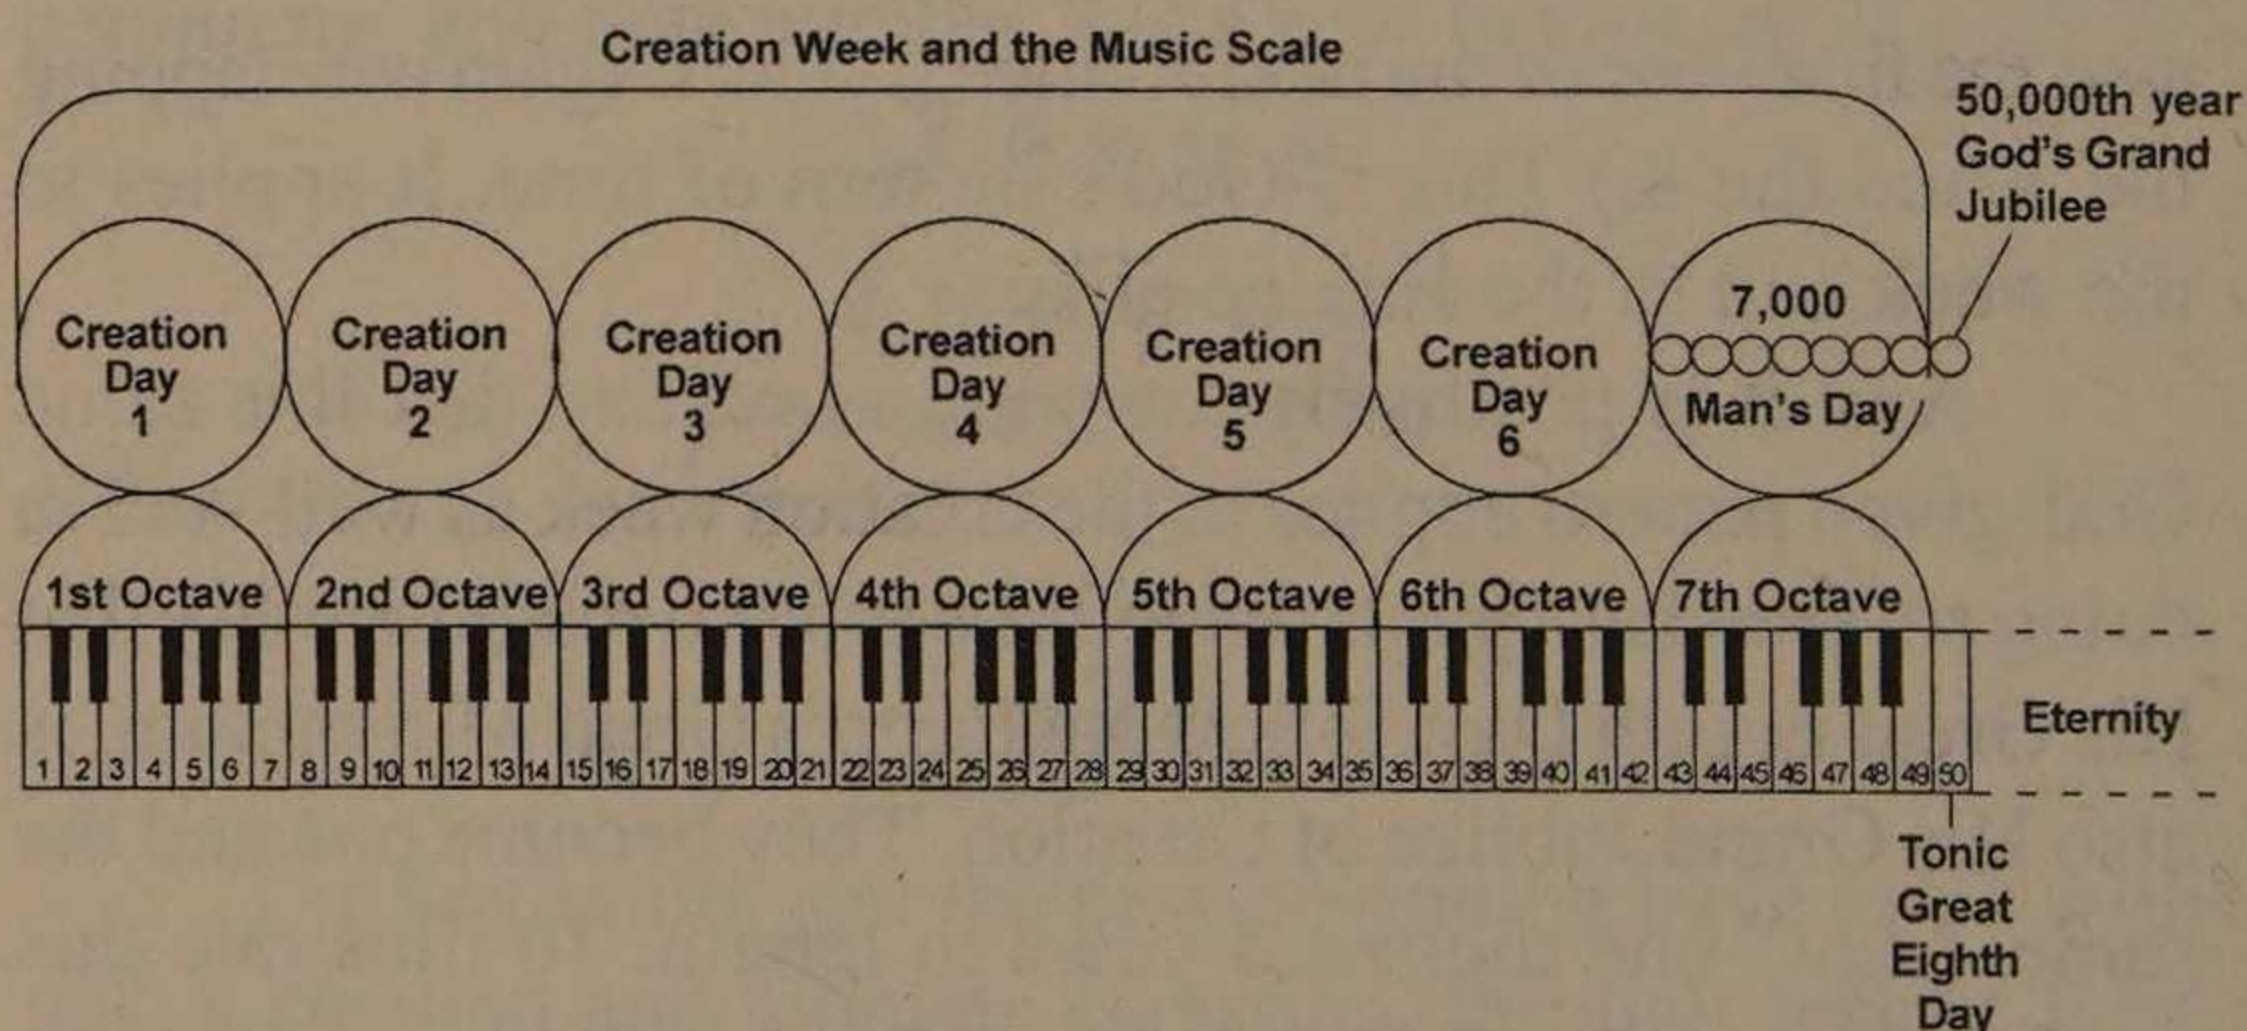 Creation Week and the Music Scale
50,000th year
God's Grand
Jubilee
Creation
Day
1
Creation
Day
2
Creation
Day
3
Creation
Day
4
Creation
Day
5
Creation
Day
6
7,000
Man's Day
1st Octave 2nd Octave 3rd Octave 4th Octave 5th Octave 6th Octave 7th Octave
Eternity
1 2 3 4 5 6 7 8 9 10 11 12 13 14 15 16 17 18 19 20 21 22 23 24 25 26 27 28 29 30 31 32 33 34 35 36 37 38 39 40 41 42 43 44 45 46 47 48 49 50
Tonic
Great
Eighth
Day